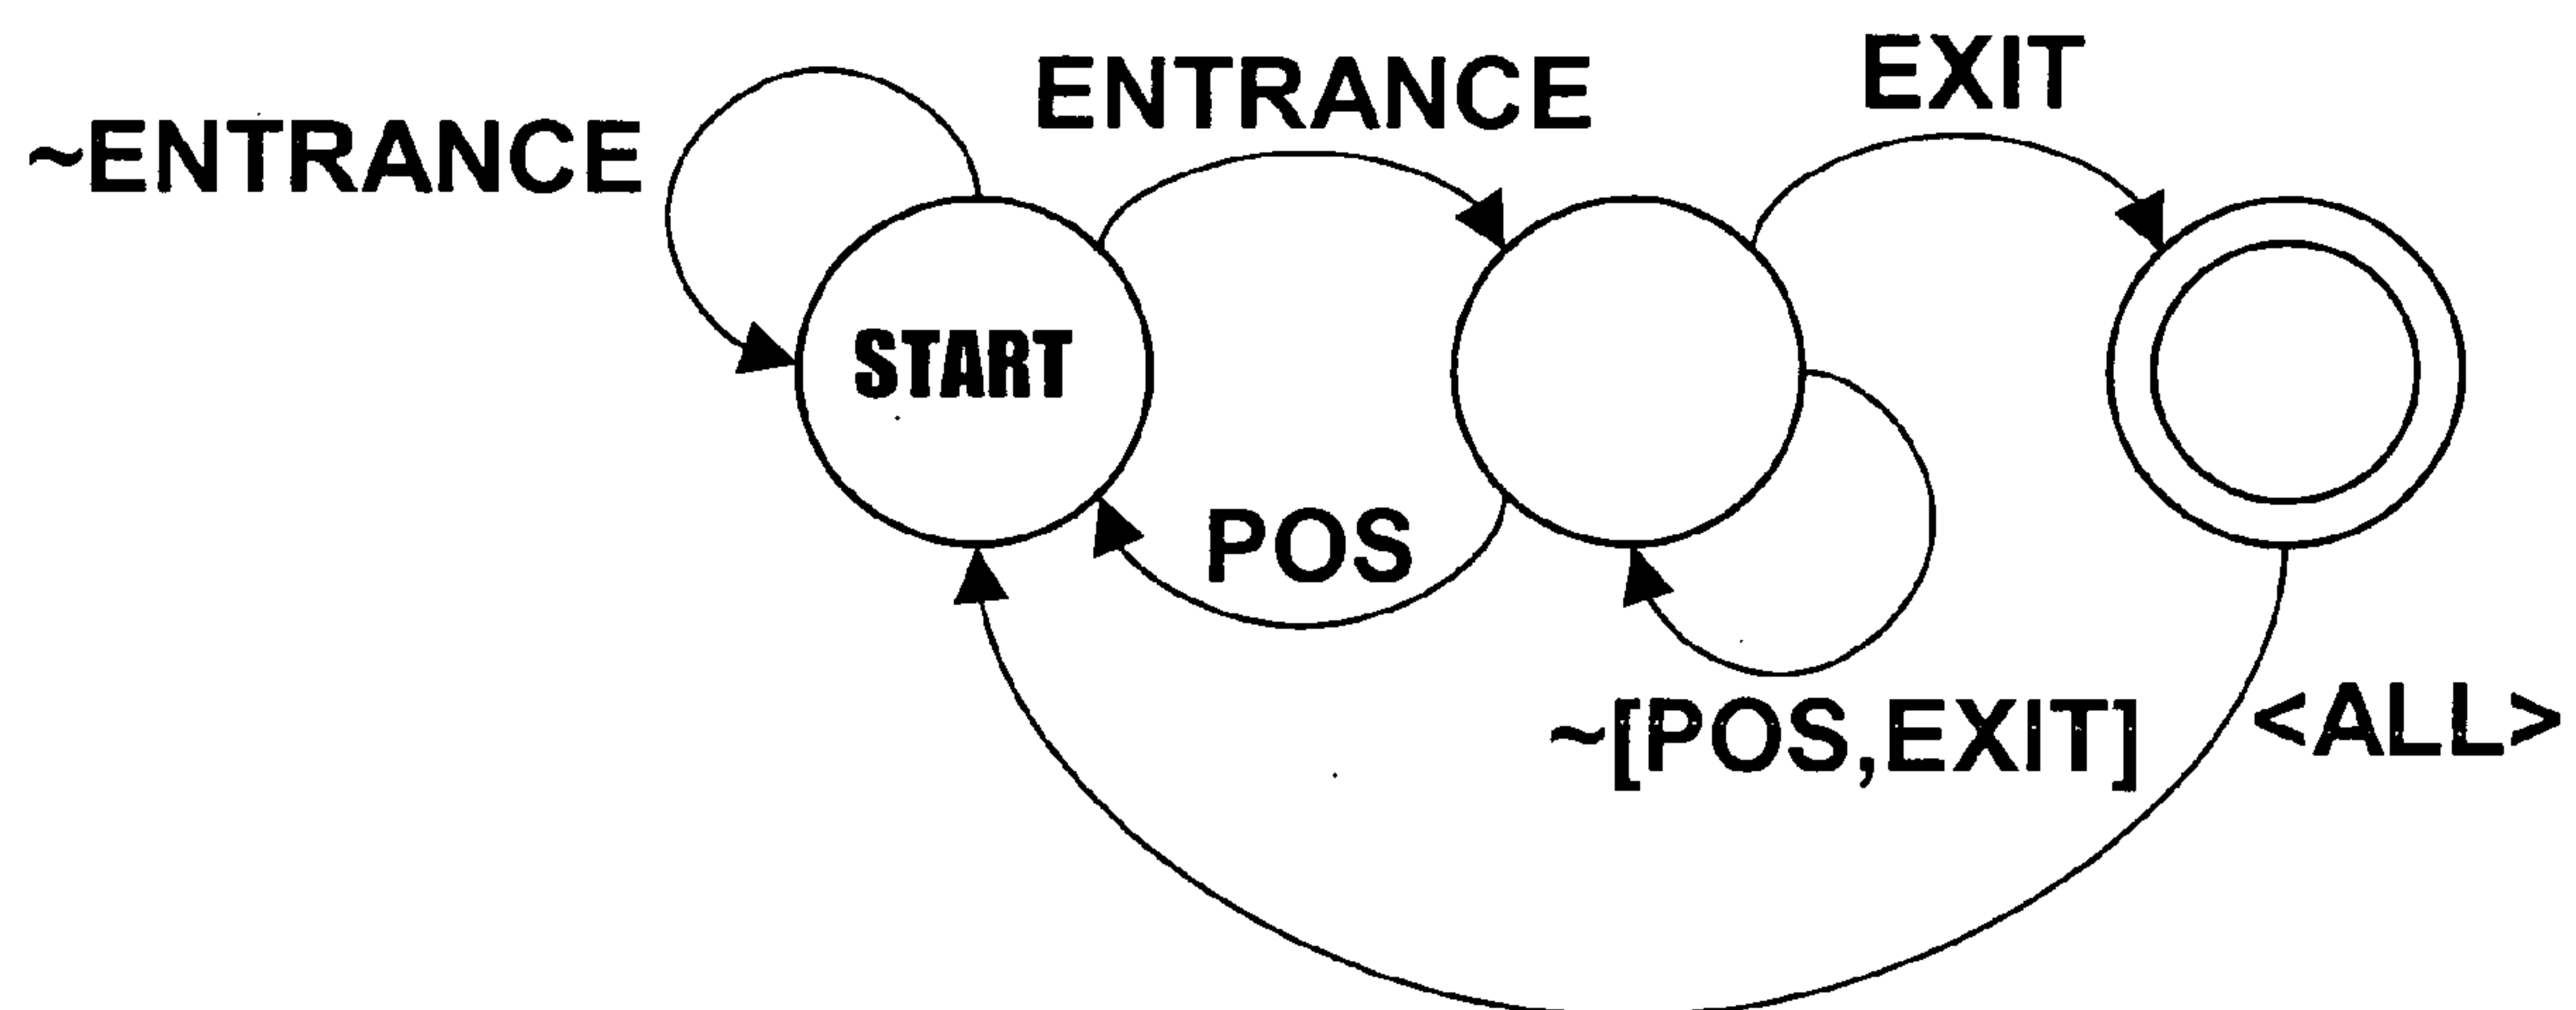 EXIT
ENTRANCE
~ENTRANCE
START
POS
~[POS,EXIT]
<ALL>